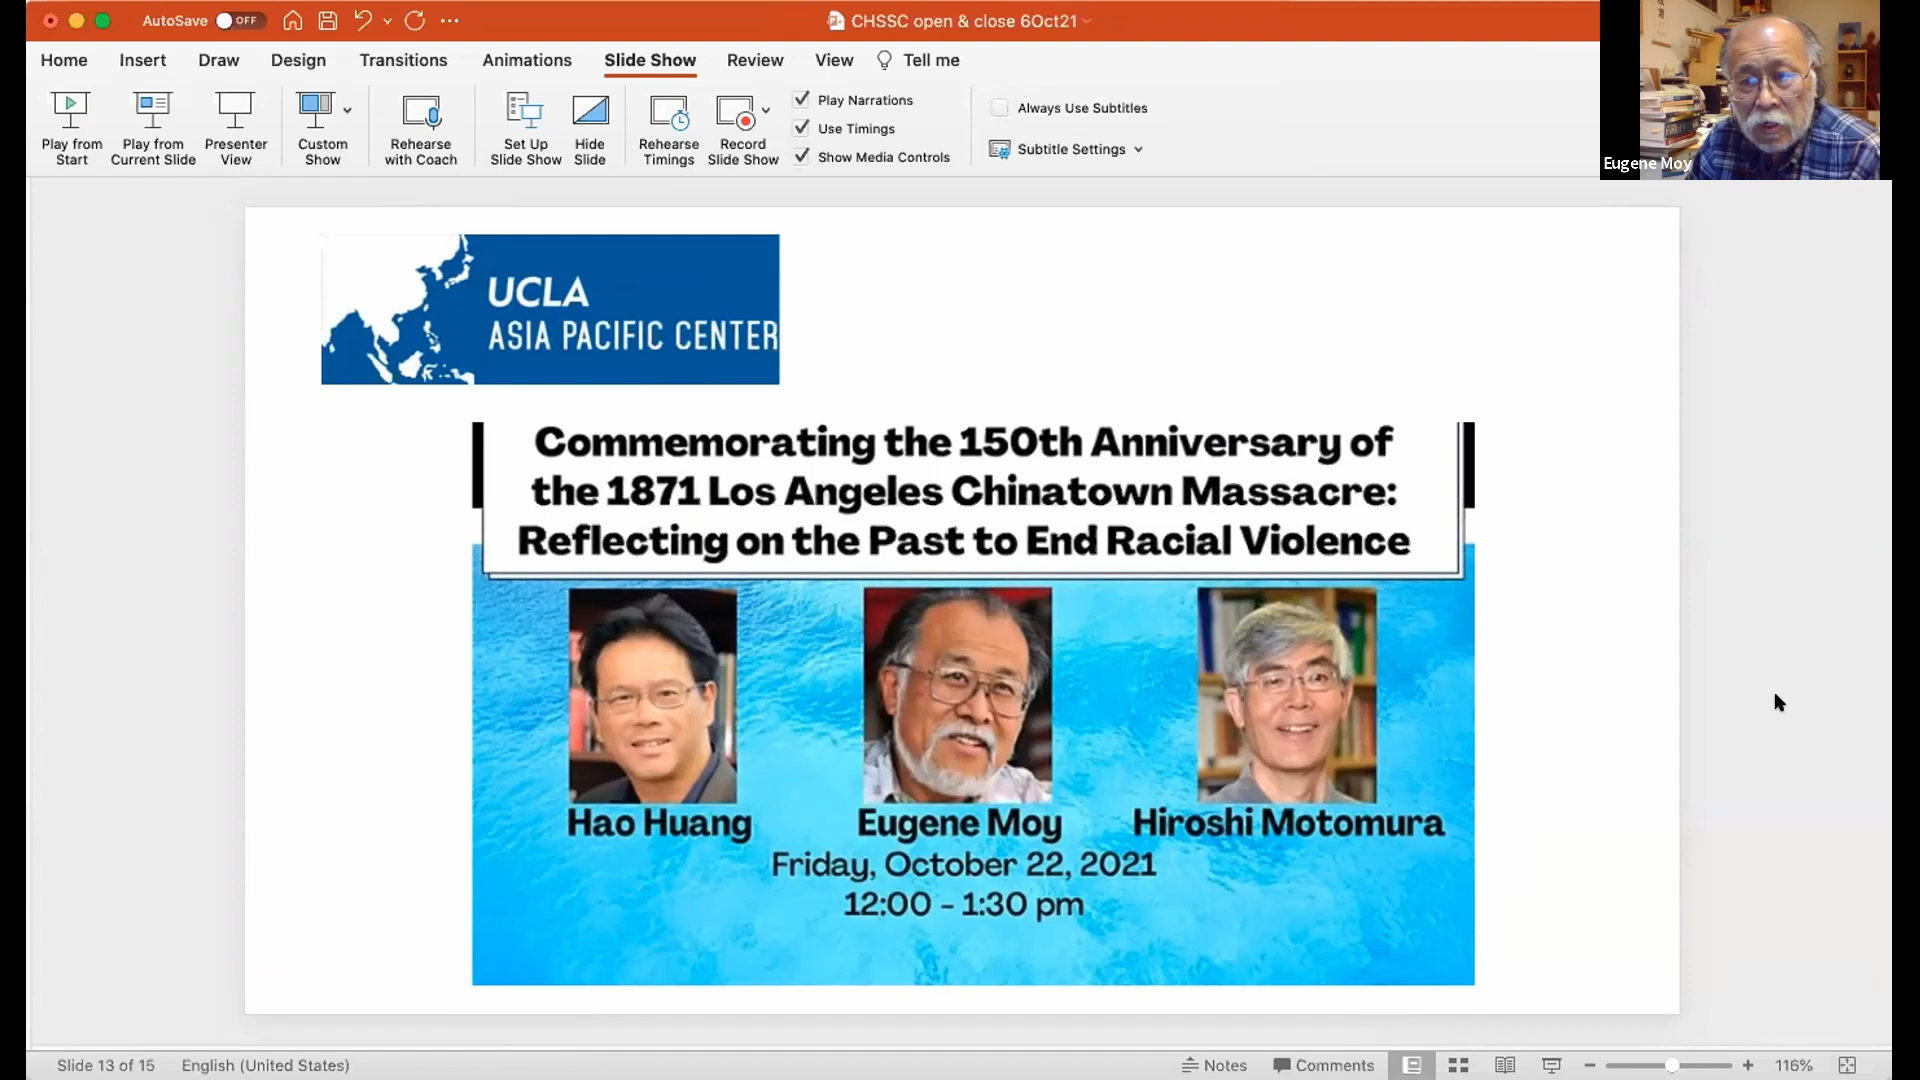 AutoSave OFF
CHSSC open & close 6Oct21
Home Insert Draw Design Transitions Animations Slide Show Review View Tell me
Play from Start
Play from Current Slide
Presenter View
Custom Show
Rehearse with Coach
Set Up Slide Show
Hide Slide
Rehearse Timings
Record Slide Show
Play Narrations
Use Timings
Show Media Controls
Always Use Subtitles
Subtitle Settings
Eugene Moy
UCLA
ASIA PACIFIC CENTER
Commemorating the 150th Anniversary of
the 1871 Los Angeles Chinatown Massacre:
Reflecting on the Past to End Racial Violence
Hao Huang Eugene Moy Hiroshi Motomura
Friday, October 22, 2021
12:00 - 1:30 pm
Slide 13 of 15 English (United States) Notes Comments 116%